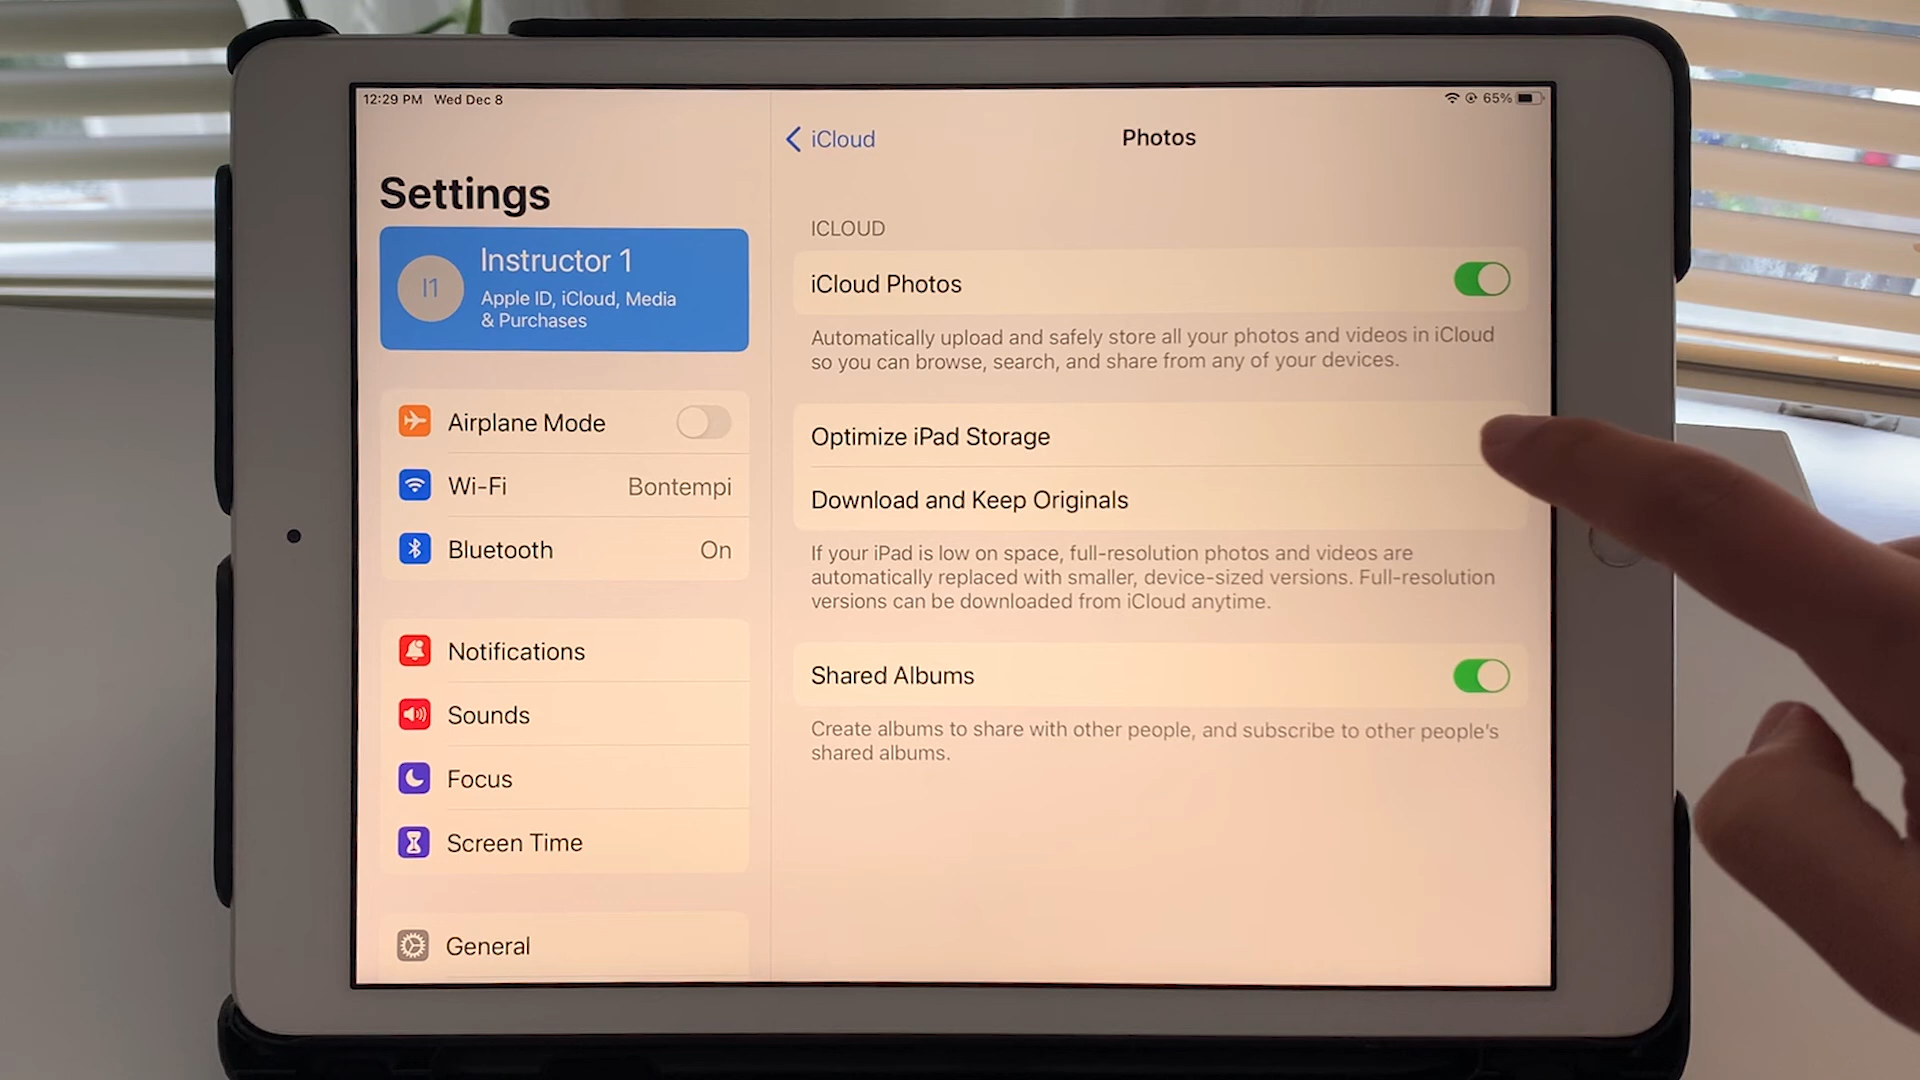 12:29 PM Wed Dec 8
65%
Settings
I1
Instructor 1
Apple ID, iCloud, Media
& Purchases
Airplane Mode
Wi-Fi Bontempi
Bluetooth On
Notifications
Sounds
Focus
Screen Time
General
iCloud
Photos
ICLOUD
iCloud Photos
Automatically upload and safely store all your photos and videos in iCloud
so you can browse, search, and share from any of your devices.
Optimize iPad Storage
Download and Keep Originals
If your iPad is low on space, full-resolution photos and videos are
automatically replaced with smaller, device-sized versions. Full-resolution
versions can be downloaded from iCloud anytime.
Shared Albums
Create albums to share with other people, and subscribe to other people's
shared albums.